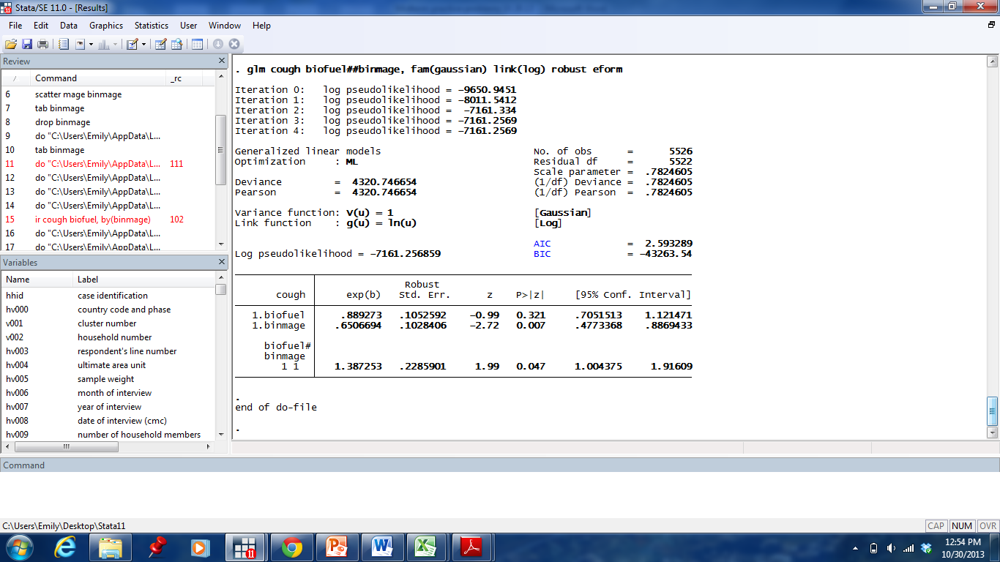 Stata/SE 11.0 - [Results]
File Edit Data Graphics Statistics User Window Help
Review
Command _rc
6 scatter mage binmage
7 tab binmage
8 drop binmage
9 do "C:\Users\Emily\AppData\L...
10 tab binmage
11 do "C:\Users\Emily\AppData\L... 111
12 do "C:\Users\Emily\AppData\L...
13 do "C:\Users\Emily\AppData\L...
14 do "C:\Users\Emily\AppData\L...
15 ir cough biofuel, by(binmage) 102
16 do "C:\Users\Emily\AppData\L...
17 do "C:\Users\Emily\AppData\L...
Variables
Name Label
hhid case identification
hv000 country code and phase
v001 cluster number
v002 household number
hv003 respondent's line number
hv004 ultimate area unit
hv005 sample weight
hv006 month of interview
hv007 year of interview
hv008 date of interview (cmc)
hv009 number of household members
. glm cough biofuel##binmage, fam(gaussian) link(log) robust eform
Iteration 0: log pseudolikelihood = -9650.9451
Iteration 1: log pseudolikelihood = -8011.5412
Iteration 2: log pseudolikelihood = -7161.334
Iteration 3: log pseudolikelihood = -7161.2569
Iteration 4: log pseudolikelihood = -7161.2569
Generalized linear models No. of obs = 5526
Optimization : ML Residual df = 5522
Scale parameter = .7824605
Deviance = 4320.746654 (1/df) Deviance = .7824605
Pearson = 4320.746654 (1/df) Pearson = .7824605
Variance function: V(u) = 1 [Gaussian]
Link function : g(u) = ln(u) [Log]
AIC = 2.593289
Log pseudolikelihood = -7161.256859 BIC = -43263.54
Robust
cough exp(b) Std. Err. z P>|z| [95% Conf. Interval]
1.biofuel .889273 .1052592 -0.99 0.321 .7051513 1.121471
1.binmage .6506694 .1028406 -2.72 0.007 .4773368 .8869433
biofuel#
binmage
1 1 1.387253 .2285901 1.99 0.047 1.004375 1.91609
.
end of do-file
.
Command
C:\Users\Emily\Desktop\Stata11 CAP NUM OVR
12:54 PM
10/30/2013